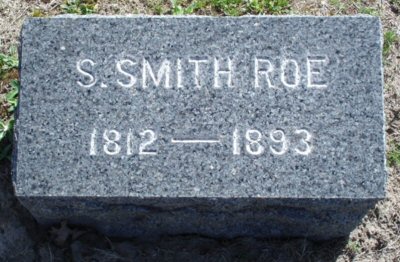 S. SMITH ROE
1812 — 1893